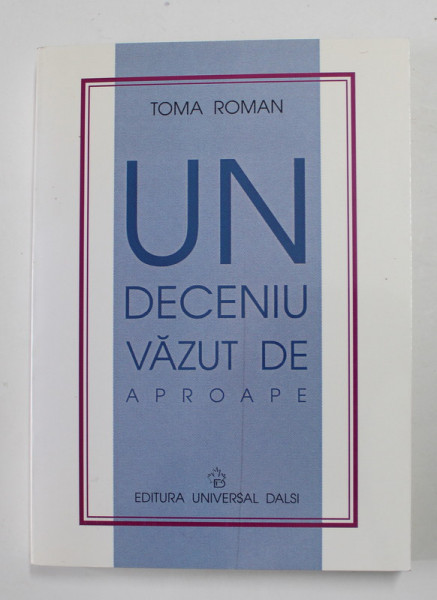 TOMA ROMAN
UN
DECENIU
VĂZUT DE
APROAPE
EDITURA UNIVERSAL DALSI